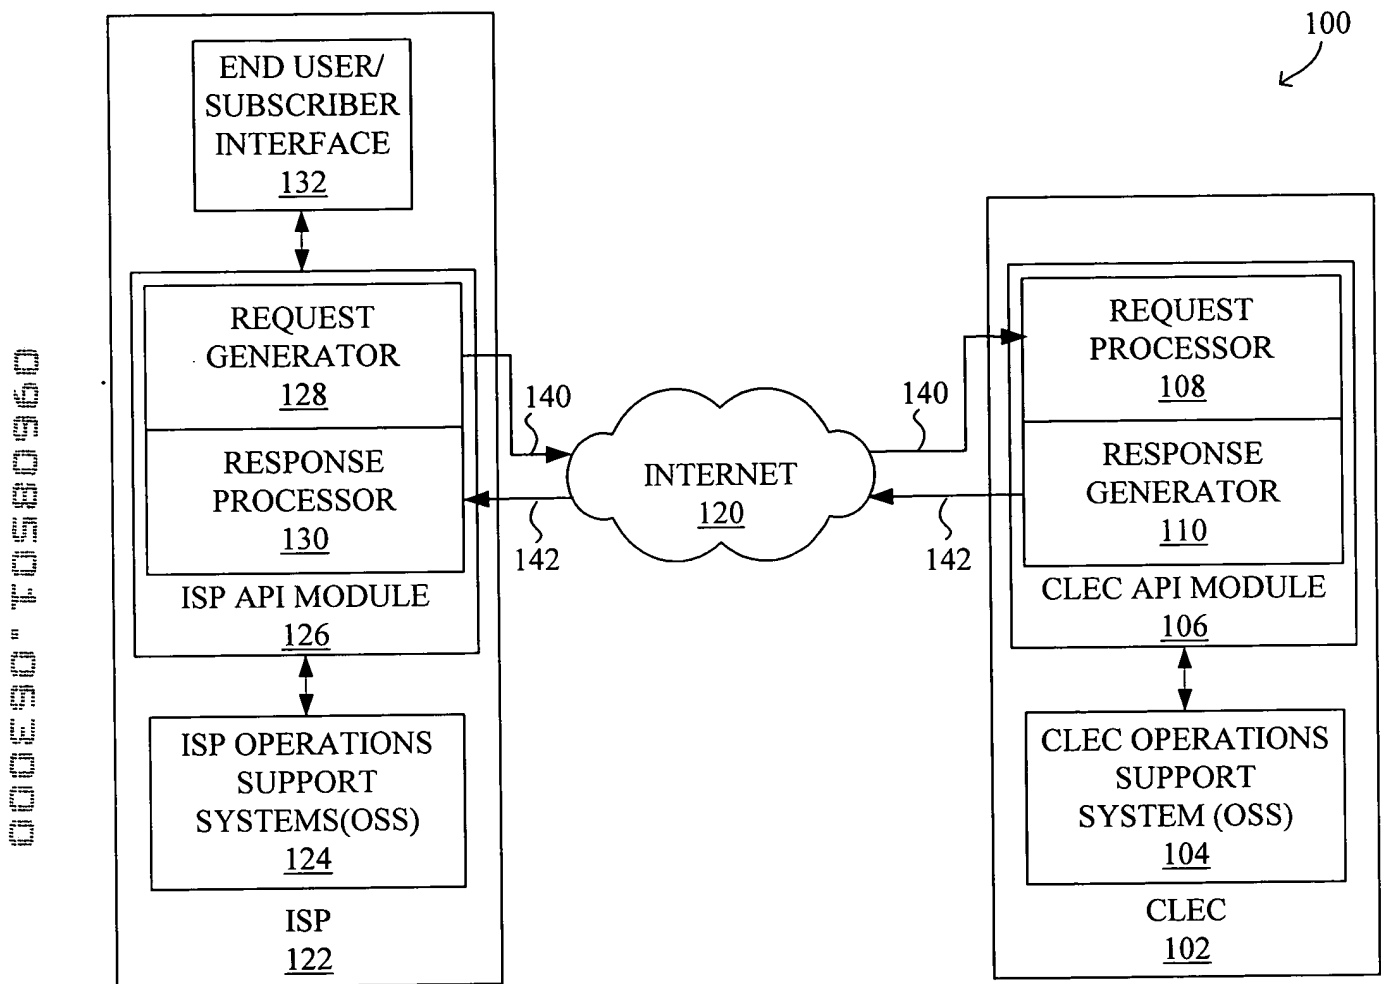 100
END USER/
SUBSCRIBER
INTERFACE
132
REQUEST
GENERATOR
128
RESPONSE
PROCESSOR
130
ISP API MODULE
126
ISP OPERATIONS
SUPPORT
SYSTEMS(OSS)
124
ISP
122
140
142
INTERNET
120
140
142
REQUEST
PROCESSOR
108
RESPONSE
GENERATOR
110
CLEC API MODULE
106
CLEC OPERATIONS
SUPPORT
SYSTEM (OSS)
104
CLEC
102
09608501.053000